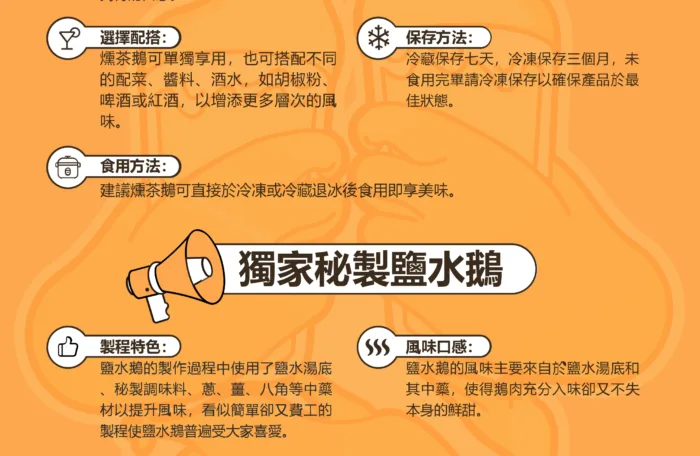 選擇配搭：
燻茶鵝可單獨享用，也可搭配不同
的配菜、醬料、酒水，如胡椒粉、
啤酒或紅酒，以增添更多層次的風
味。
保存方法：
冷藏保存七天，冷凍保存三個月，未
食用完畢請冷凍保存以確保產品於最
佳狀態。
食用方法：
建議燻茶鵝可直接於冷凍或冷藏退冰後食用即享美味。
獨家秘製鹽水鵝
製程特色：
鹽水鵝的製作過程中使用了鹽水湯底
、秘製調味料、蔥、薑、八角等中藥
材以提升風味，看似簡單卻又費工的
製程使鹽水鵝普遍受大家喜愛。
風味口感：
鹽水鵝的風味主要來自於鹽水湯底和
其中藥，使得鵝肉充分入味卻又不失
本身的鮮甜。